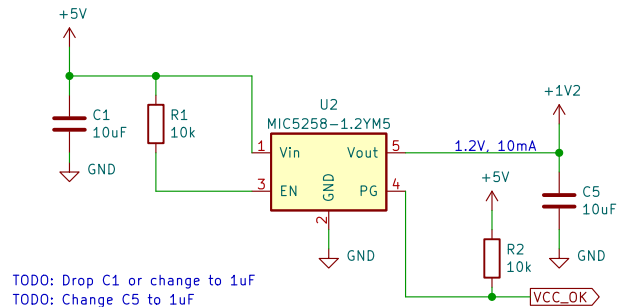 +5V
C1
10uF
GND
R1
10k
U2
MIC5258-1.2YM5
1
Vin
3
EN
GND
2
Vout
5
PG
4
GND
1.2V, 10mA
+1V2
C5
10uF
GND
+5V
R2
10k
VCC_OK
TODO: Drop C1 or change to 1uF
TODO: Change C5 to 1uF